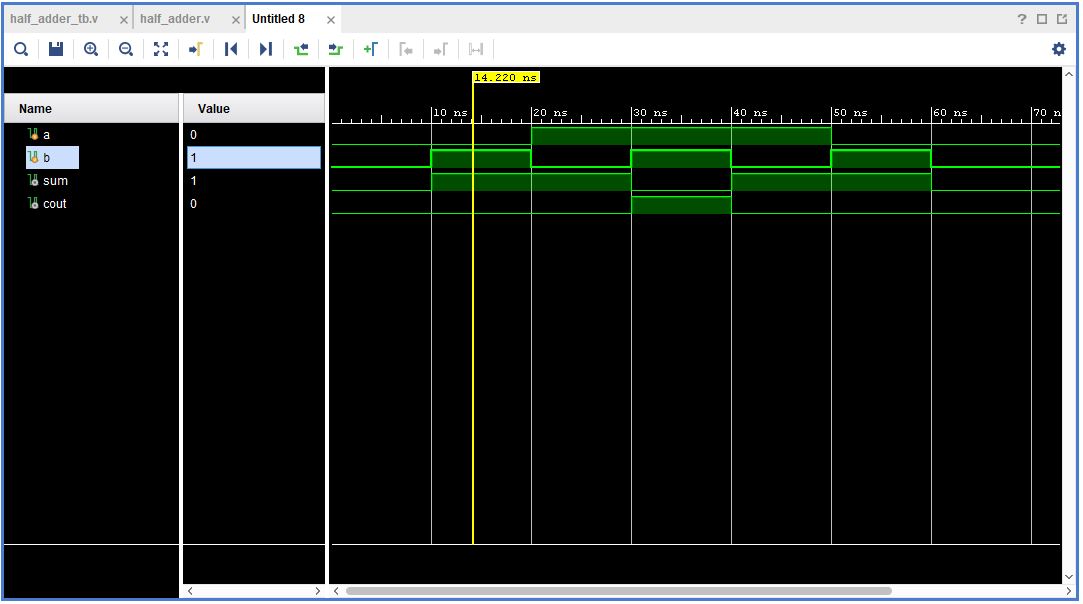 half_adder_tb.v × half_adder.v × Untitled 8 × ?
14.220 ns
Name Value
10 ns 20 ns 30 ns 40 ns 50 ns 60 ns 70 n
a 0
b 1
sum 1
cout 0